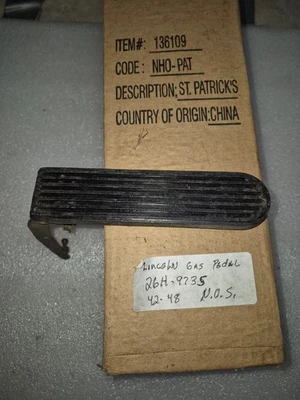 ITEM#: 136109
CODE: NHO-PAT
DESCRIPTION: ST. PATRICK'S
COUNTRY OF ORIGIN: CHINA
LINCOLN GAS PEDAL
26H-9735
42-48 N.O.S.